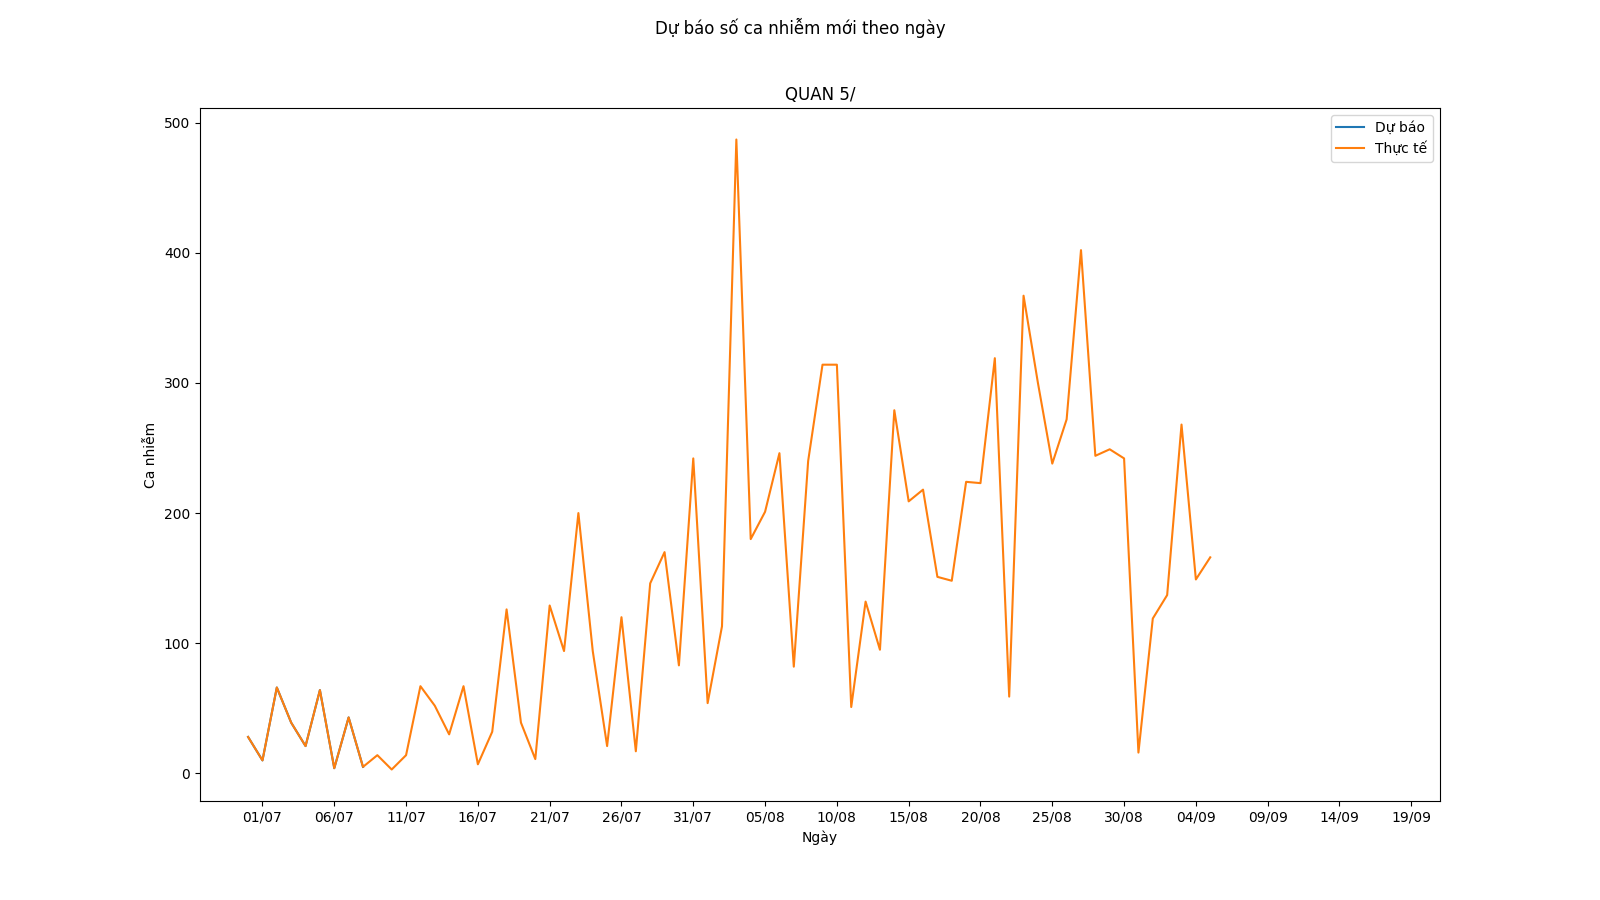 Dự báo số ca nhiễm mới theo ngày
QUAN 5/
Dự báo
Thực tế
500
400
300
200
100
0
Ca nhiễm
01/07 06/07 11/07 16/07 21/07 26/07 31/07 05/08 10/08 15/08 20/08 25/08 30/08 04/09 09/09 14/09 19/09
Ngày